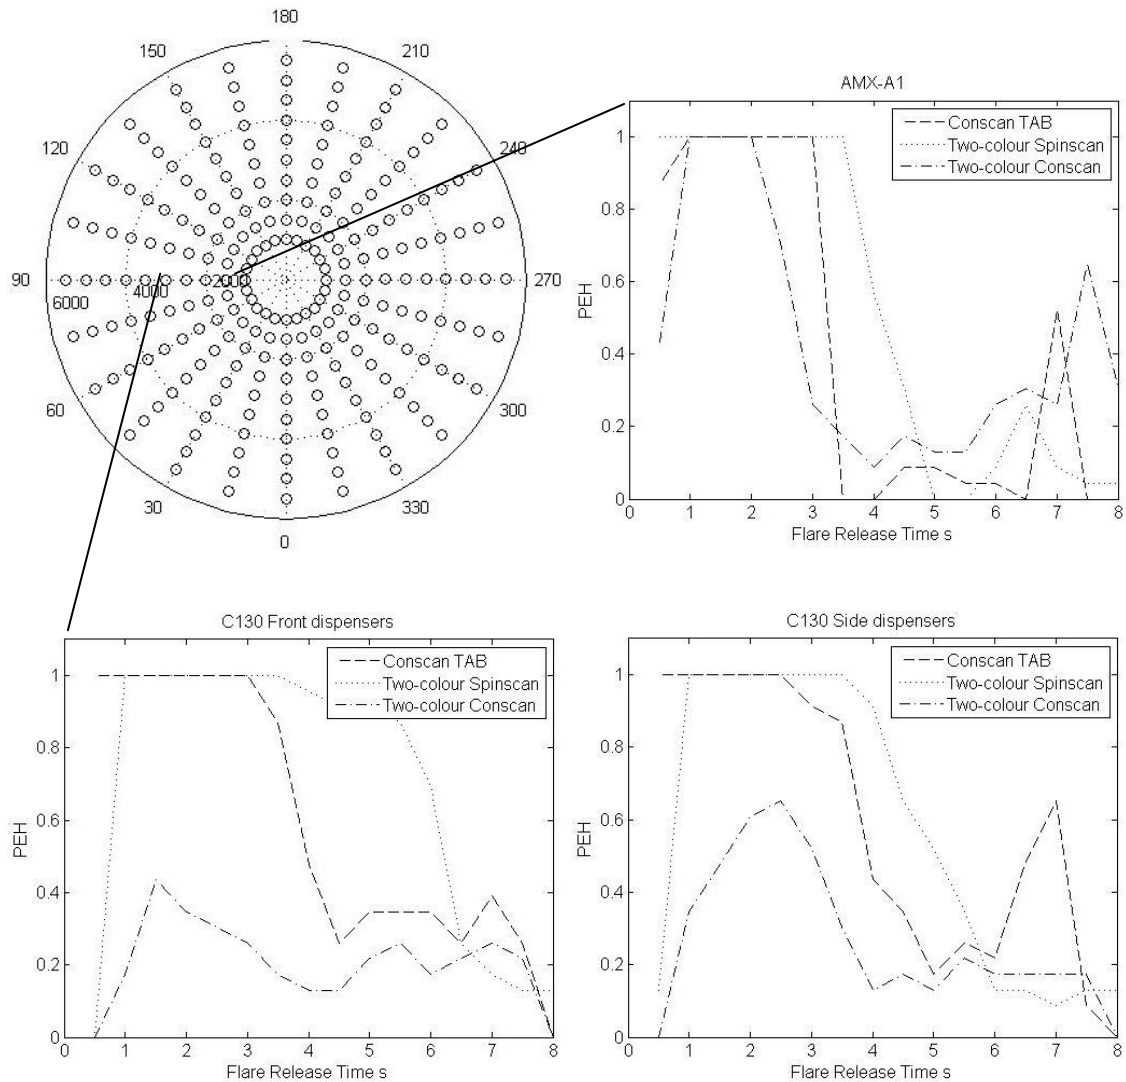 180
150
210
120
240
90
6000
4000
2000
270
60
300
30
330
0
AMX-A1
Conscan TAB
Two-colour Spinscan
Two-colour Conscan
1
0.8
0.6
0.4
0.2
0
PEH
0 1 2 3 4 5 6 7 8
Flare Release Time s
C130 Front dispensers
Conscan TAB
Two-colour Spinscan
Two-colour Conscan
1
0.8
0.6
0.4
0.2
0
PEH
0 1 2 3 4 5 6 7 8
Flare Release Time s
C130 Side dispensers
Conscan TAB
Two-colour Spinscan
Two-colour Conscan
1
0.8
0.6
0.4
0.2
0
PEH
0 1 2 3 4 5 6 7 8
Flare Release Time s